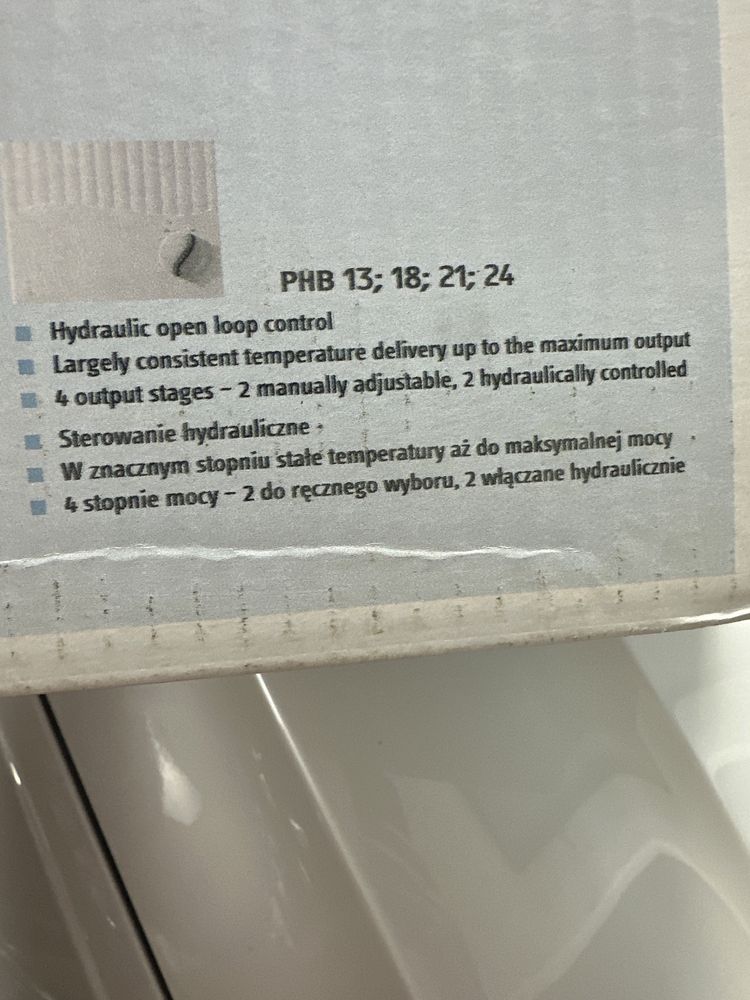 PHB 13; 18; 21; 24
Hydraulic open loop control
Largely consistent temperature delivery up to the maximum output
4 output stages – 2 manually adjustable, 2 hydraulically controlled
Sterowanie hydrauliczne
W znacznym stopniu stałe temperatury aż do maksymalnej mocy
4 stopnie mocy – 2 do ręcznego wyboru, 2 włączane hydraulicznie